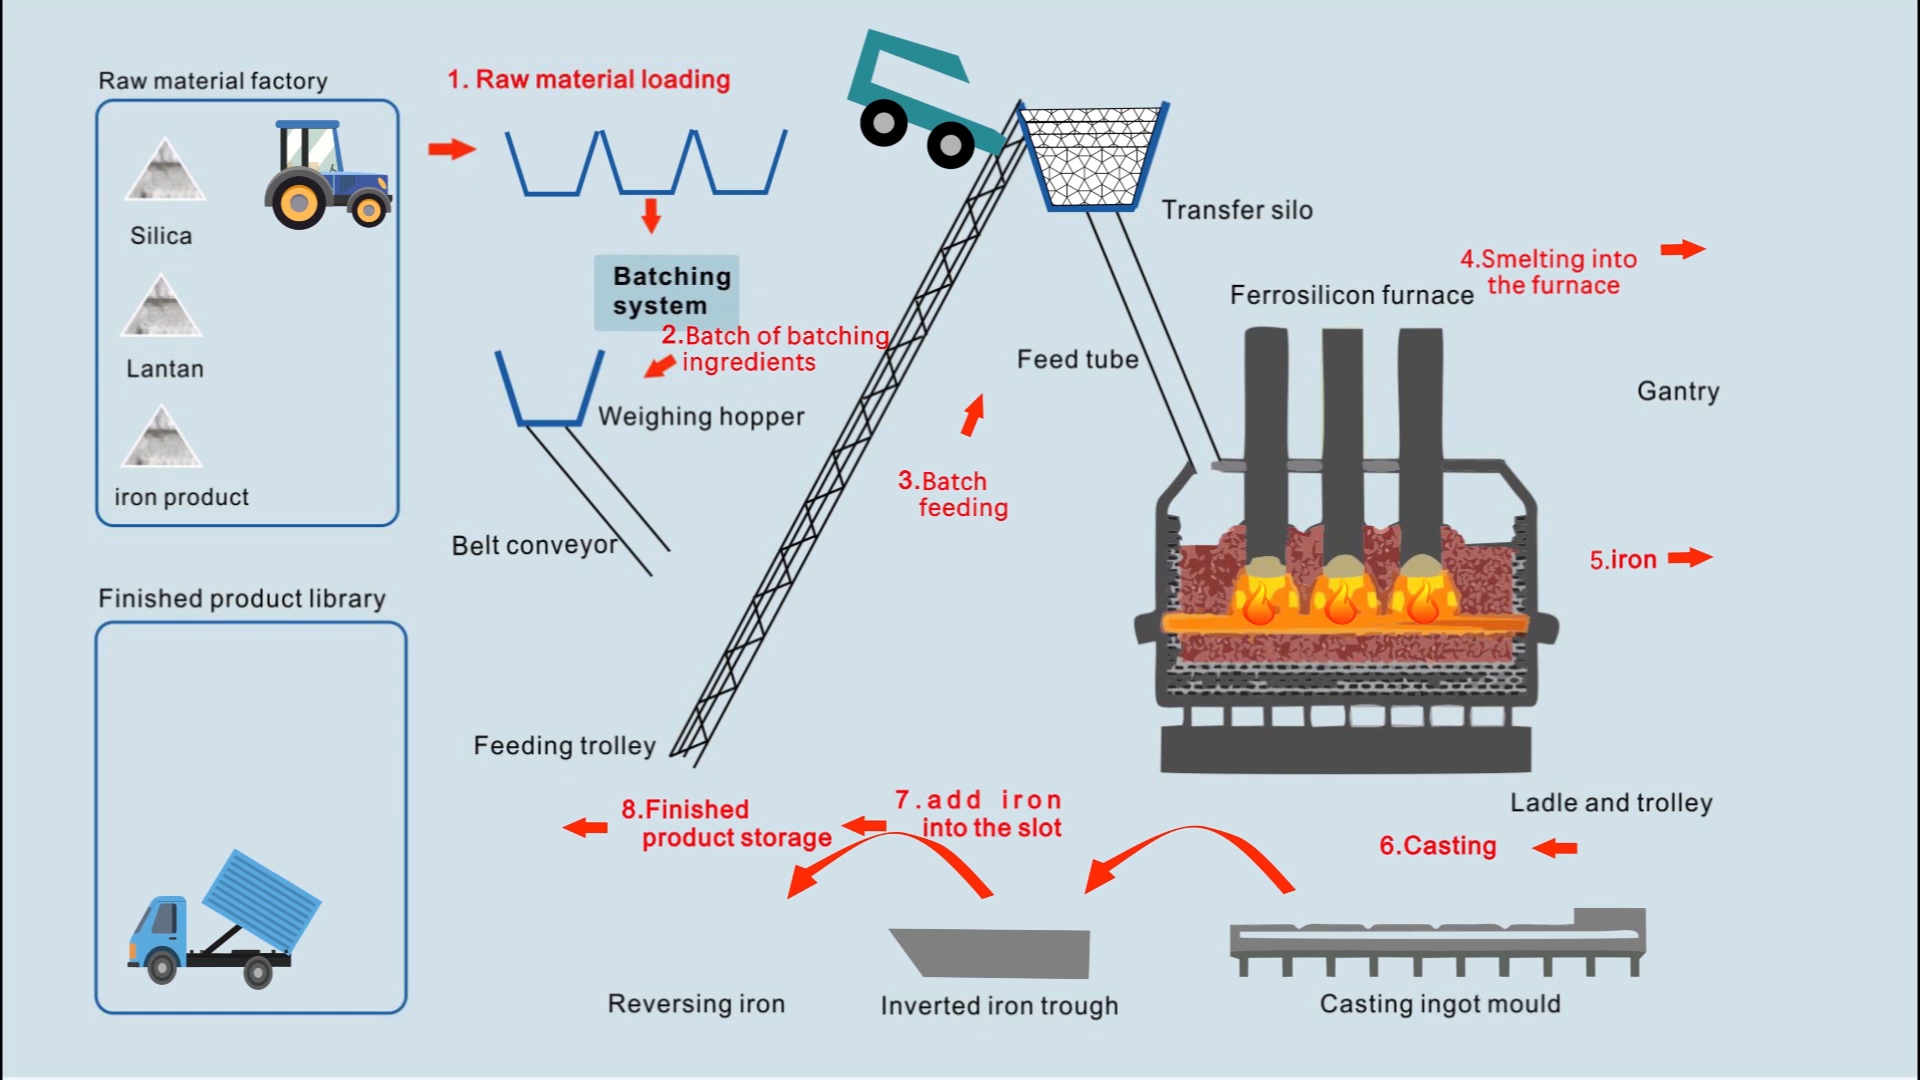 Raw material factory
Silica
Lantan
iron product
1. Raw material loading
Batching
system
2.Batch of batching
ingredients
Weighing hopper
Belt conveyor
Feeding trolley
3.Batch
feeding
Transfer silo
Feed tube
Ferrosilicon furnace
4.Smelting into
the furnace
Gantry
5.iron
Ladle and trolley
6.Casting
7.add iron
into the slot
8.Finished
product storage
Finished product library
Reversing iron
Inverted iron trough
Casting ingot mould